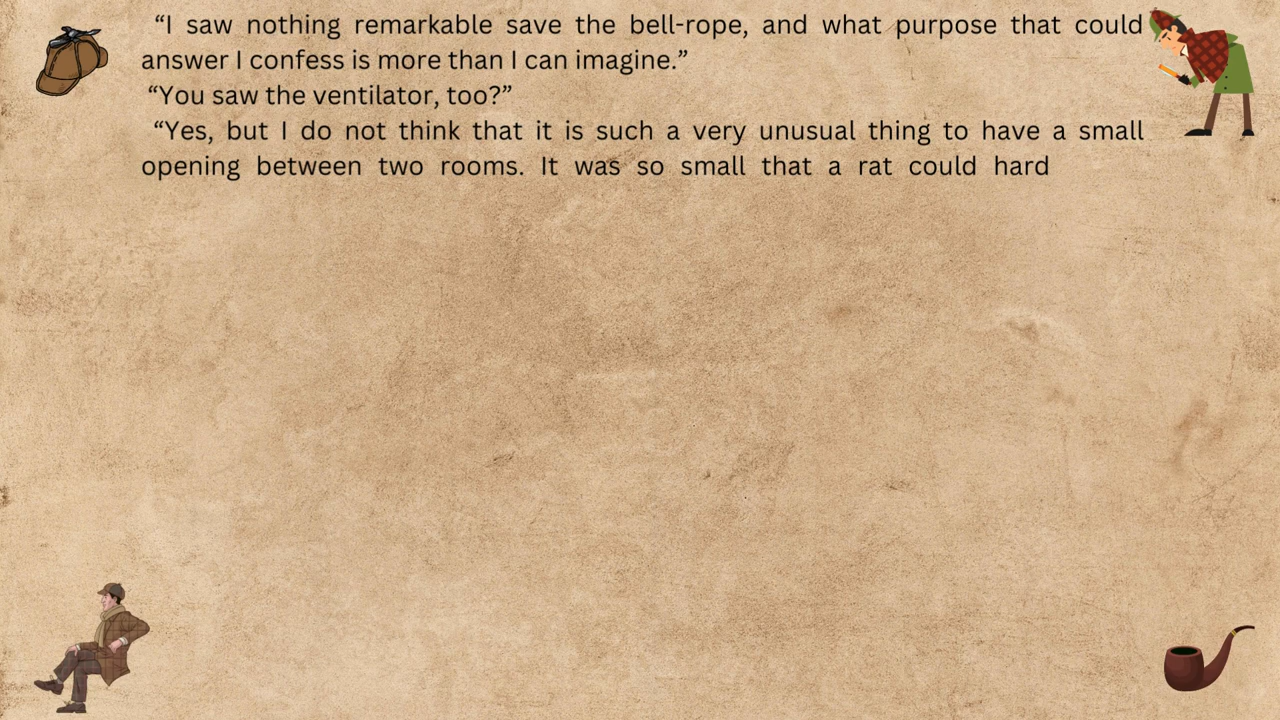 “I saw nothing remarkable save the bell-rope, and what purpose that could
answer I confess is more than I can imagine.”
“You saw the ventilator, too?”
“Yes, but I do not think that it is such a very unusual thing to have a small
opening between two rooms. It was so small that a rat could hard